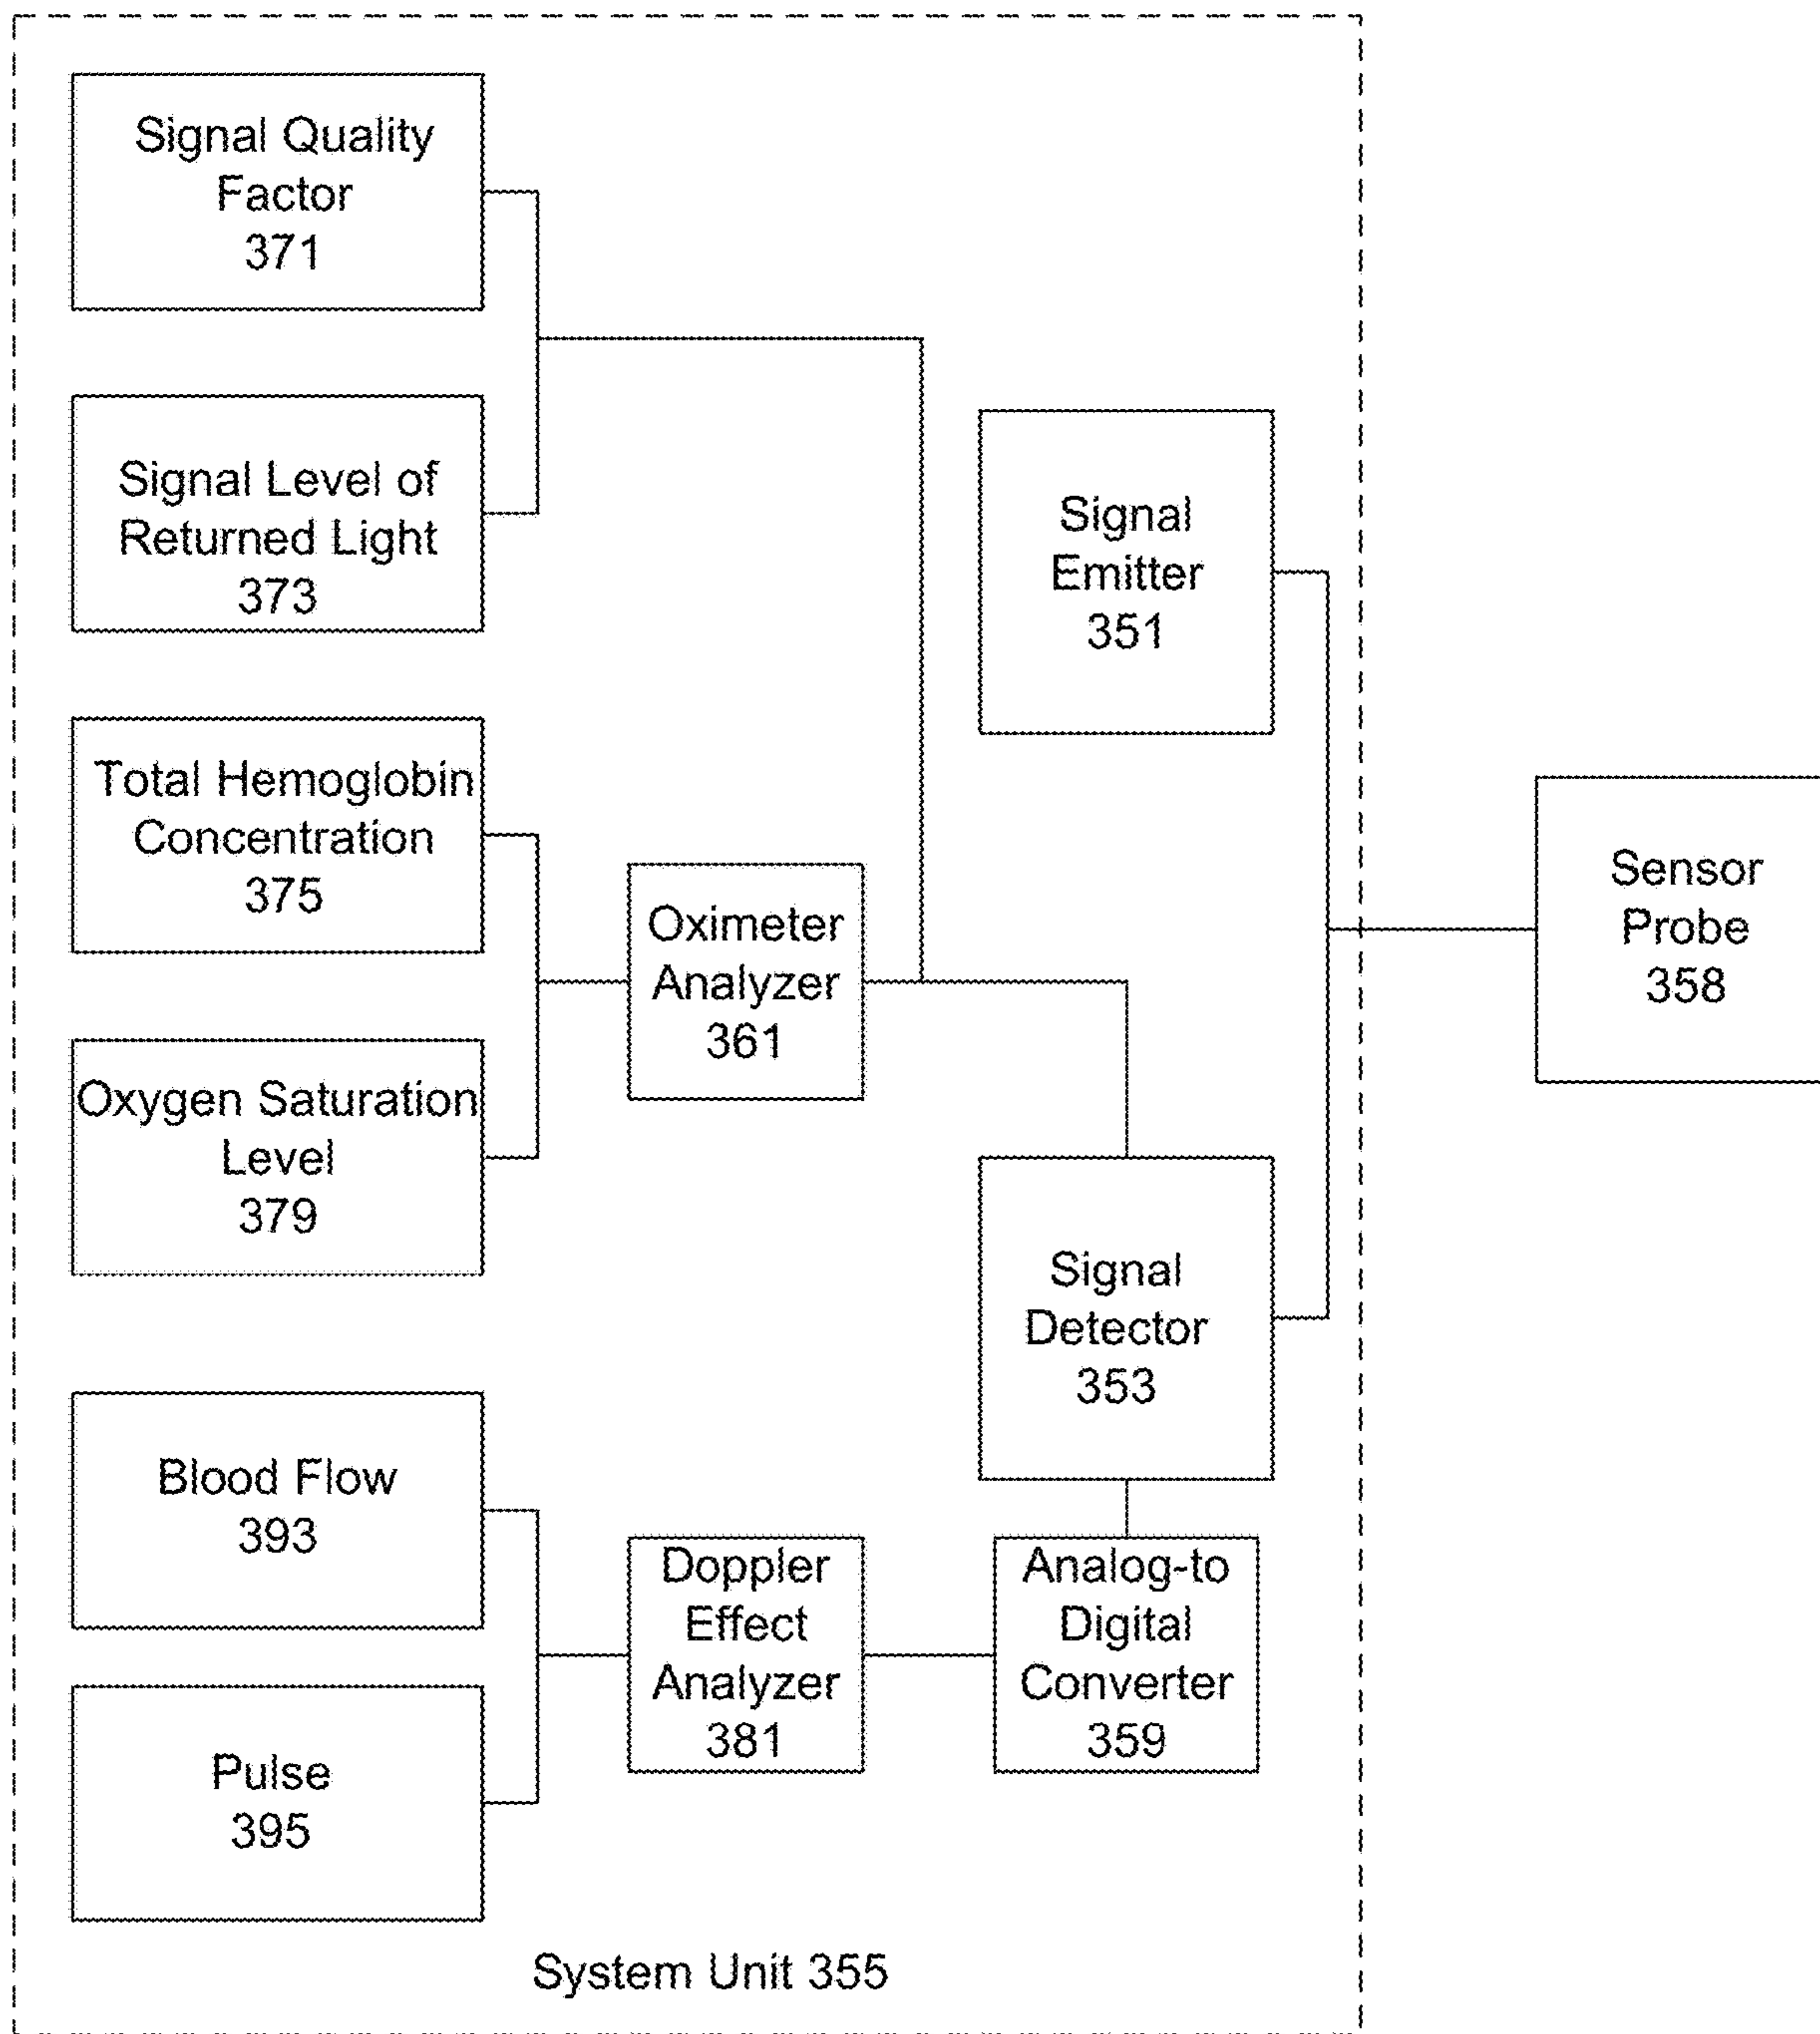 Signal Quality
Factor
371
Signal Level of
Returned Light
373
Signal
Emitter
351
Total Hemoglobin
Concentration
375
Oximeter
Analyzer
361
Sensor
Probe
358
Oxygen Saturation
Level
379
Signal
Detector
353
Blood Flow
393
Doppler
Effect
Analyzer
381
Analog-to
Digital
Converter
359
Pulse
395
System Unit 355